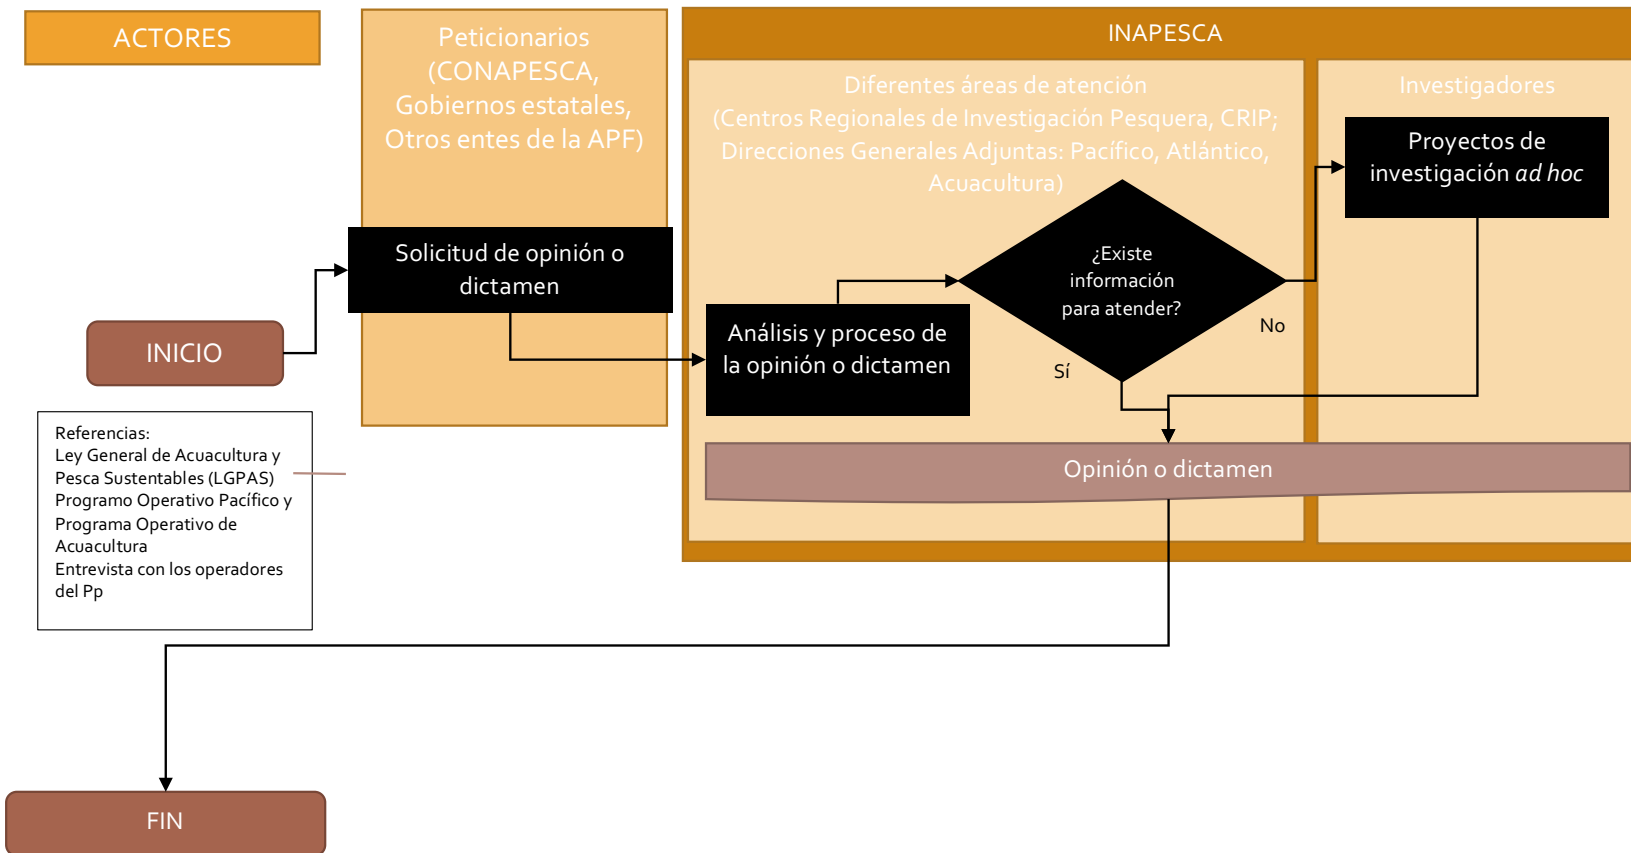 ACTORES
Peticionarios
(CONAPESCA,
Gobiernos estatales,
Otros entes de la APF)
INAPESCA
Diferentes áreas de atención
(Centros Regionales de Investigación Pesquera, CRIP;
Direcciones Generales Adjuntas: Pacífico, Atlántico,
Acuacultura)
Investigadores
Proyectos de
investigación ad hoc
Solicitud de opinión o
dictamen
¿Existe
información
para atender?
No
Sí
INICIO
Análisis y proceso de
la opinión o dictamen
Referencias:
Ley General de Acuacultura y
Pesca Sustentables (LGPAS)
Programo Operativo Pacífico y
Programa Operativo de
Acuacultura
Entrevista con los operadores
del Pp
Opinión o dictamen
FIN